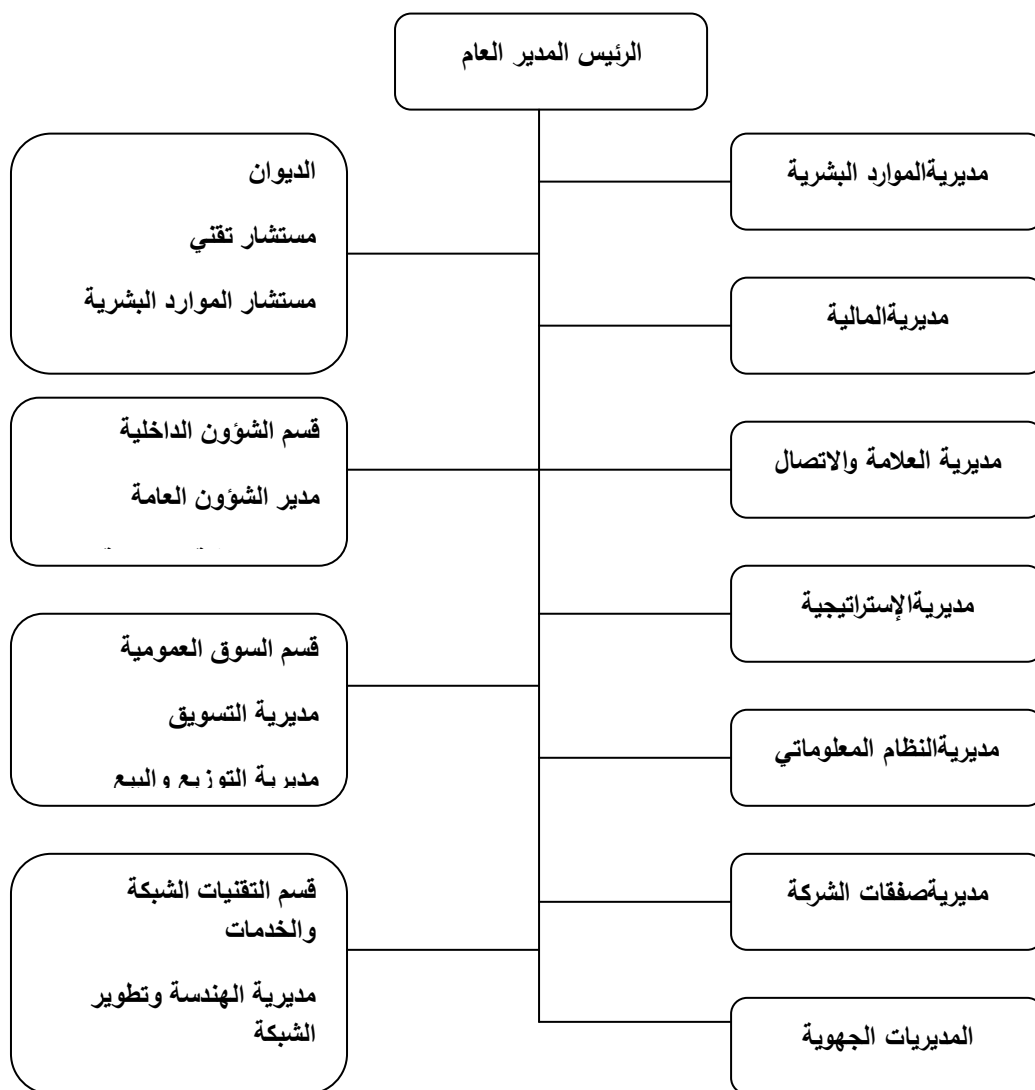 الرئيس المدير العام
مديريةالموارد البشرية
مديريةالمالية
مديرية العلامة والاتصال
مديريةالإستراتيجية
مديريةالنظام المعلوماتي
مديريةصفقات الشركة
المديريات الجهوية
الديوان
مستشار تقني
مستشار الموارد البشرية
قسم الشؤون الداخلية
مدير الشؤون العامة
قسم السوق العمومية
مديرية التسويق
مديرية التوزيع والبيع
قسم التقنيات الشبكة
والخدمات
مديرية الهندسة وتطوير
الشبكة